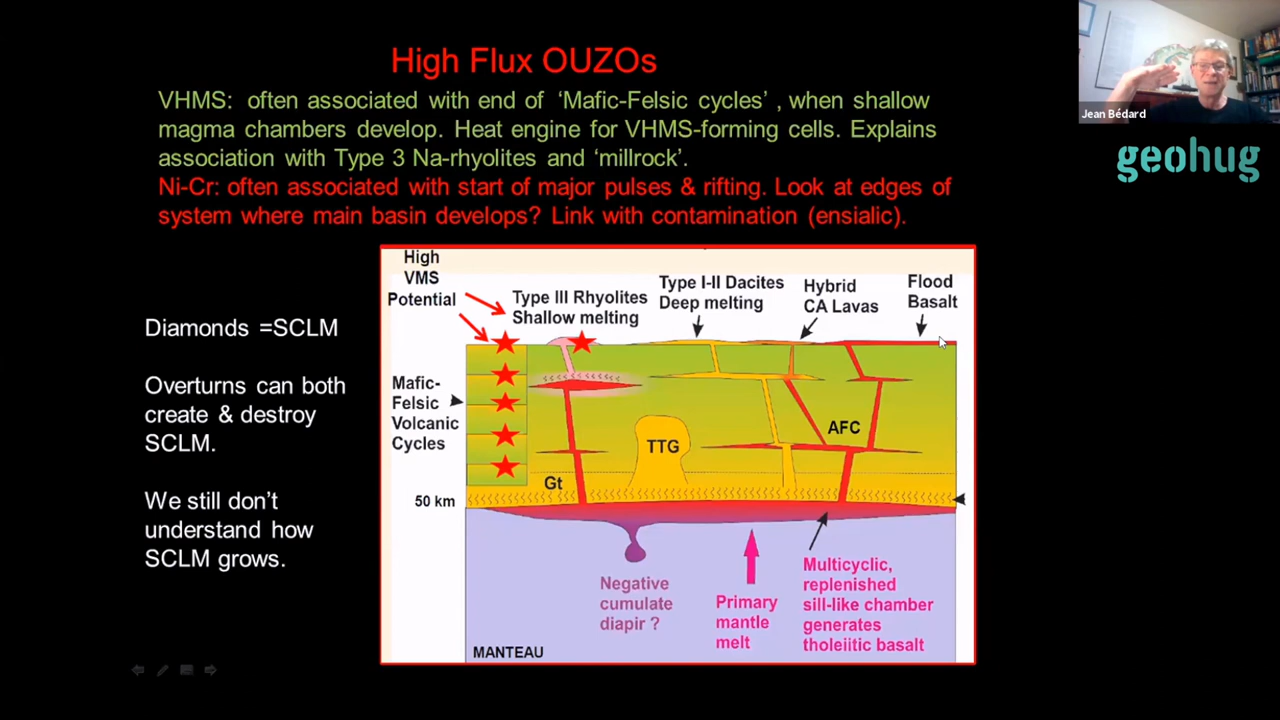 High Flux OUZOs
VHMS: often associated with end of ‘Mafic-Felsic cycles’ , when shallow
magma chambers develop. Heat engine for VHMS-forming cells. Explains
association with Type 3 Na-rhyolites and ‘millrock’.
Ni-Cr: often associated with start of major pulses & rifting. Look at edges of
system where main basin develops? Link with contamination (ensialic).
Jean Bédard
geohug
Diamonds =SCLM
Overturns can both
create & destroy
SCLM.
We still don’t
understand how
SCLM grows.
High
VMS
Potential
Type III Rhyolites
Shallow melting
Type I-II Dacites
Deep melting
Hybrid
CA Lavas
Flood
Basalt
Mafic-
Felsic
Volcanic
Cycles
AFC
TTG
Gt
50 km
Negative
cumulate
diapir ?
Primary
mantle
melt
Multicyclic,
replenished
sill-like chamber
generates
tholeiitic basalt
MANTEAU